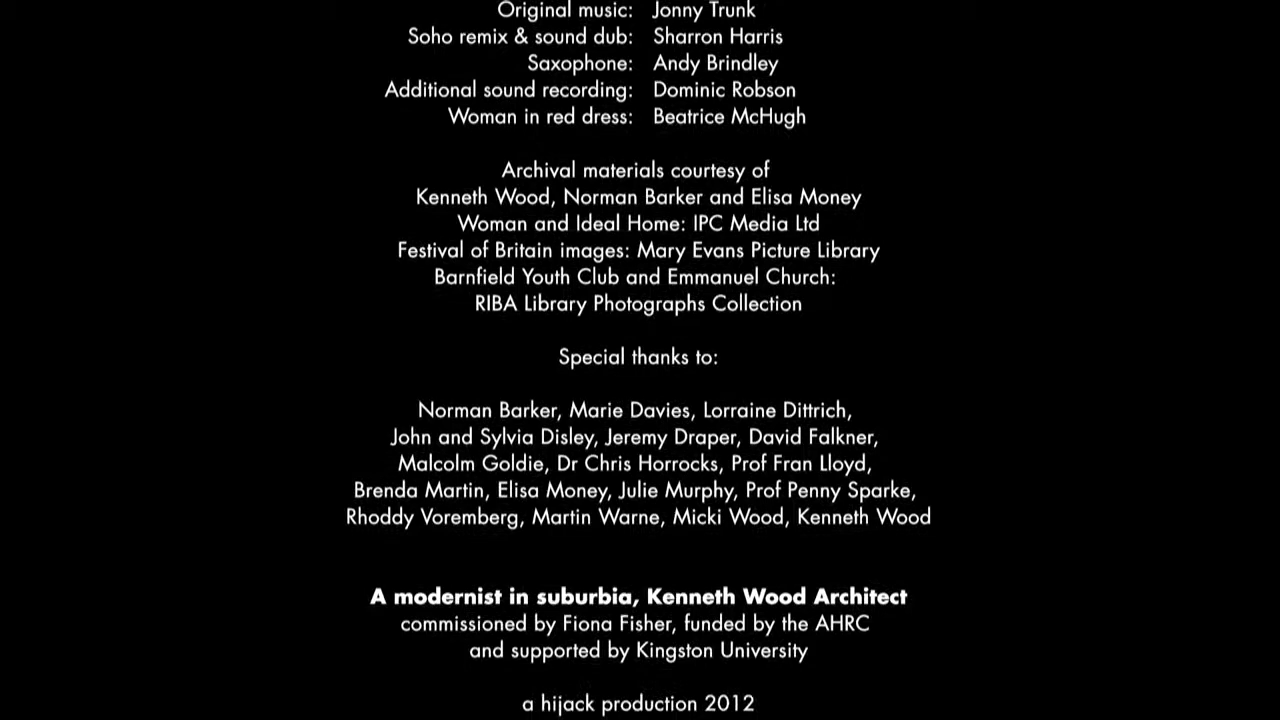 Original music: Jonny Trunk
Soho remix & sound dub: Sharron Harris
Saxophone: Andy Brindley
Additional sound recording: Dominic Robson
Woman in red dress: Beatrice McHugh
Archival materials courtesy of
Kenneth Wood, Norman Barker and Elisa Money
Woman and Ideal Home: IPC Media Ltd
Festival of Britain images: Mary Evans Picture Library
Barnfield Youth Club and Emmanuel Church:
RIBA Library Photographs Collection
Special thanks to:
Norman Barker, Marie Davies, Lorraine Dittrich,
John and Sylvia Disley, Jeremy Draper, David Falkner,
Malcolm Goldie, Dr Chris Horrocks, Prof Fran Lloyd,
Brenda Martin, Elisa Money, Julie Murphy, Prof Penny Sparke,
Rhoddy Voremberg, Martin Warne, Micki Wood, Kenneth Wood
A modernist in suburbia, Kenneth Wood Architect
commissioned by Fiona Fisher, funded by the AHRC
and supported by Kingston University
a hijack production 2012